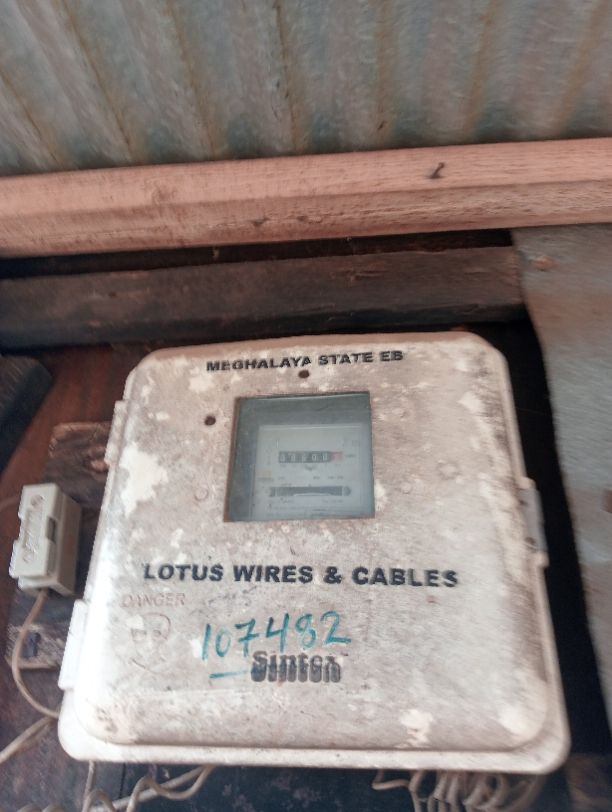 MEGHALAYA STATE EB
LOTUS WIRES & CABLES
DANGER
107482
Sintex